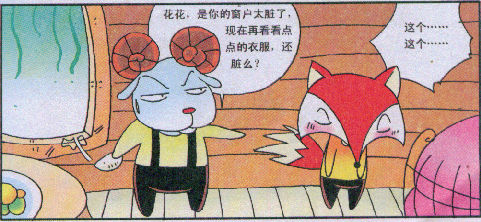 花花，是你的窗户太脏了，
现在再看看点
点的衣服，还
脏么？
这个……
这个……